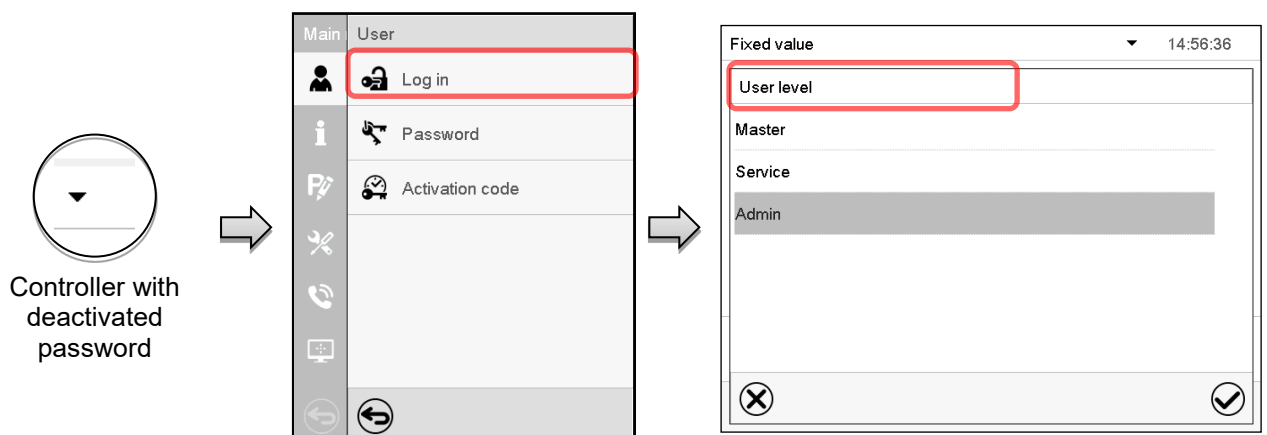 Controller with
deactivated
password
Main
User
Log in
Password
Activation code
Fixed value
14:56:36
User level
Master
Service
Admin